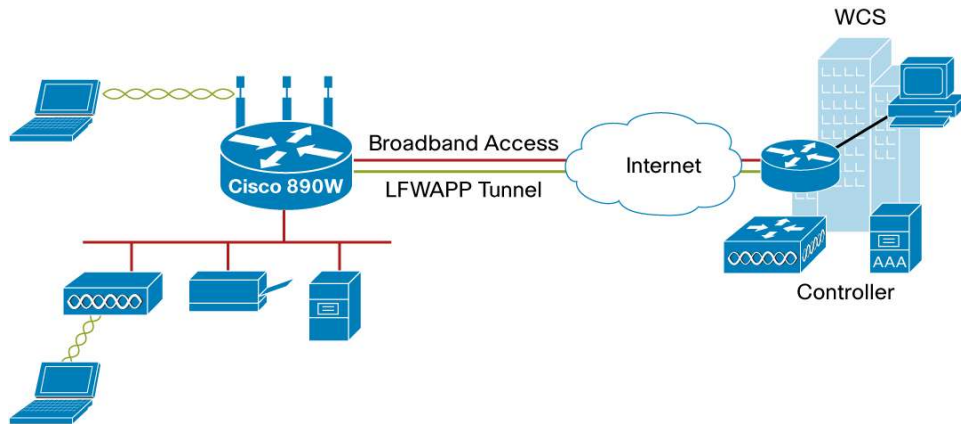 WCS
Broadband Access
Internet
Cisco 890W
LFWAPP Tunnel
AAA
Controller